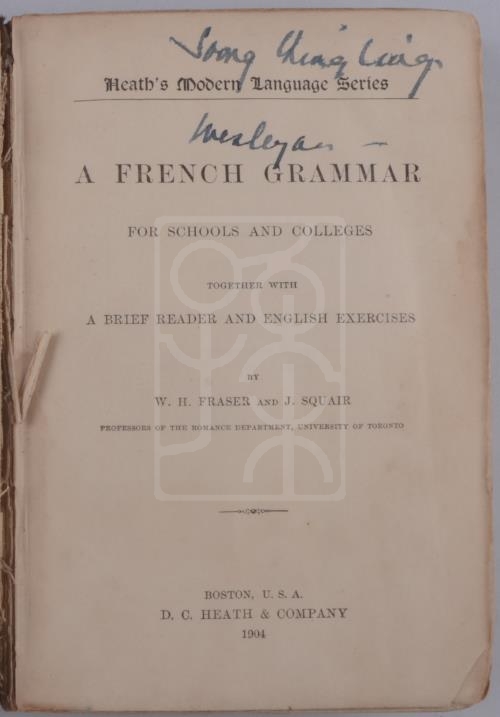 Soong Ching Ling.
Heath's Modern Language Series
Wesleyan —
A FRENCH GRAMMAR
FOR SCHOOLS AND COLLEGES
TOGETHER WITH
A BRIEF READER AND ENGLISH EXERCISES
BY
W. H. FRASER AND J. SQUAIR
PROFESSORS OF THE ROMANCE DEPARTMENT, UNIVERSITY OF TORONTO
BOSTON, U. S. A.
D. C. HEATH & COMPANY
1904